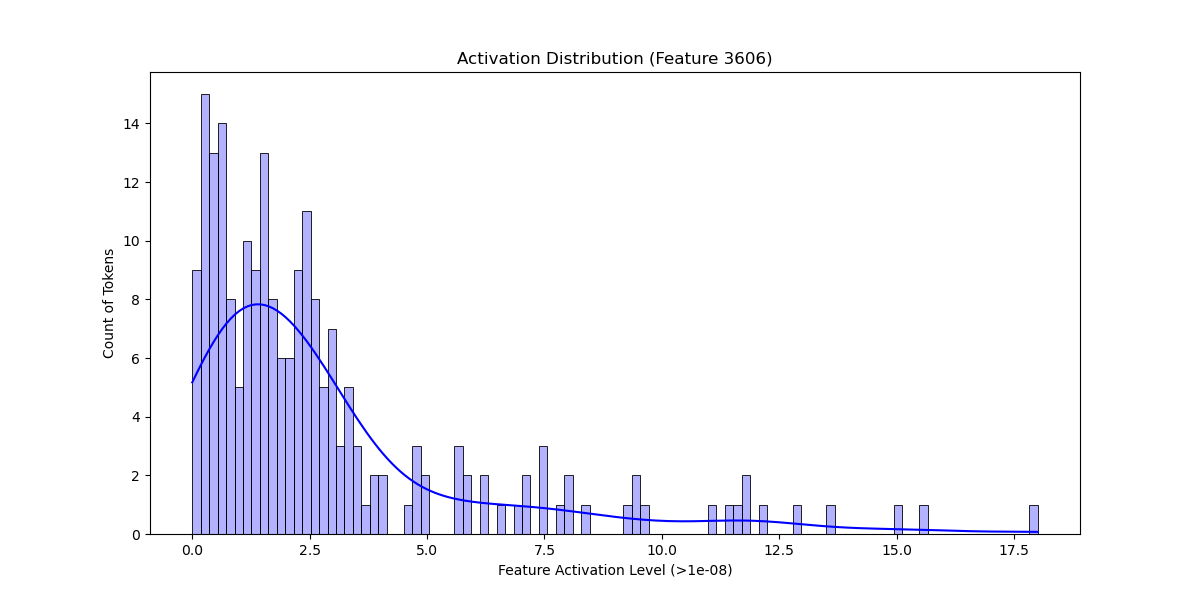 Activation Distribution (Feature 3606)
Count of Tokens
14
12
10
8
6
4
2
0
0.0 2.5 5.0 7.5 10.0 12.5 15.0 17.5
Feature Activation Level (>1e-08)